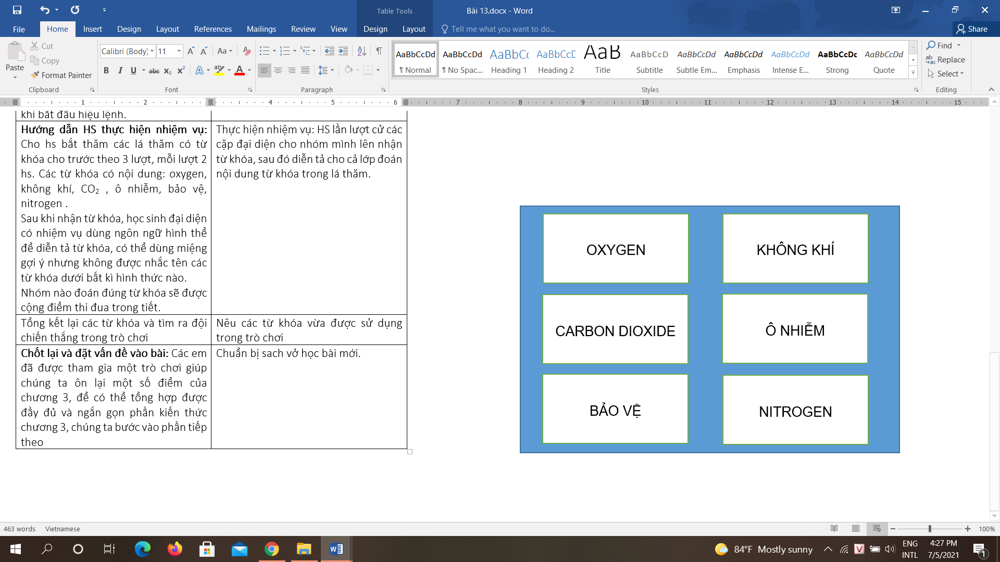 Table Tools
Bài 13.docx - Word
File
Home
Insert
Design
Layout
References
Mailings
Review
View
Design
Layout
Tell me what you want to do...
Share
Paste
Cut
Copy
Format Painter
Clipboard
Calibri (Body)
11
Font
Paragraph
AaBbCcDd
AaBbCcDd
AaBbCc
AaBbCcD
AaB
AaBbCcD
AaBbCcDd
AaBbCcDd
AaBbCcDd
AaBbCcDc
AaBbCcDd
¶ Normal
¶ No Spac...
Heading 1
Heading 2
Title
Subtitle
Subtle Em...
Emphasis
Intense E...
Strong
Quote
Styles
Find
Replace
Select
Editing
1 2 4 5 6 7 8 9 10 11 12 13 14 15
khi bắt đầu hiệu lệnh.
Hướng dẫn HS thực hiện nhiệm vụ:
Cho hs bắt thăm các lá thăm có từ
khóa cho trước theo 3 lượt, mỗi lượt 2
hs. Các từ khóa có nội dung: oxygen,
không khí, CO₂ , ô nhiễm, bảo vệ,
nitrogen .
Sau khi nhận từ khóa, học sinh đại diện
có nhiệm vụ dùng ngôn ngữ hình thể
để diễn tả từ khóa, có thể dùng miệng
gợi ý nhưng không được nhắc tên các
từ khóa dưới bất kì hình thức nào.
Nhóm nào đoán đúng từ khóa sẽ được
cộng điểm thi đua trong tiết.
Thực hiện nhiệm vụ: HS lần lượt cử các
cặp đại diện cho nhóm mình lên nhận
từ khóa, sau đó diễn tả cho cả lớp đoán
nội dung từ khóa trong lá thăm.
Tổng kết lại các từ khóa và tìm ra đội
chiến thắng trong trò chơi
Nêu các từ khóa vừa được sử dụng
trong trò chơi
Chốt lại và đặt vấn đề vào bài: Các em
đã được tham gia một trò chơi giúp
chúng ta ôn lại một số điểm của
chương 3, để có thể tổng hợp được
đầy đủ và ngắn gọn phần kiến thức
chương 3, chúng ta bước vào phần tiếp
theo
Chuẩn bị sach vở học bài mới.
OXYGEN
KHÔNG KHÍ
CARBON DIOXIDE
Ô NHIỄM
BẢO VỆ
NITROGEN
463 words
Vietnamese
100%
84°F Mostly sunny
ENG
INTL
4:27 PM
7/5/2021
1